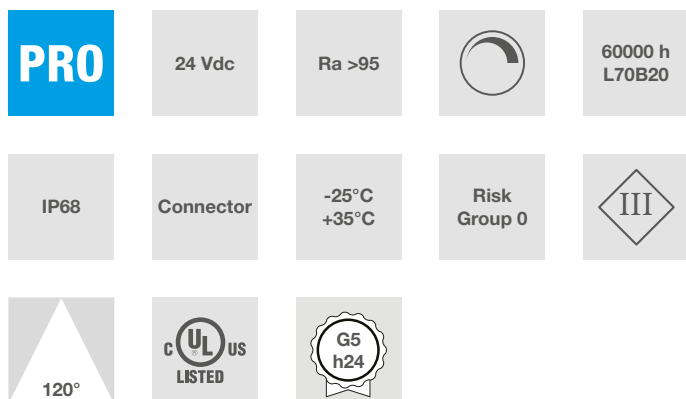 PRO
24 Vdc
Ra >95
60000 h
L70B20
IP68
Connector
-25°C
+35°C
Risk
Group 0
III
120°
C UL US
®
LISTED
G5
h24